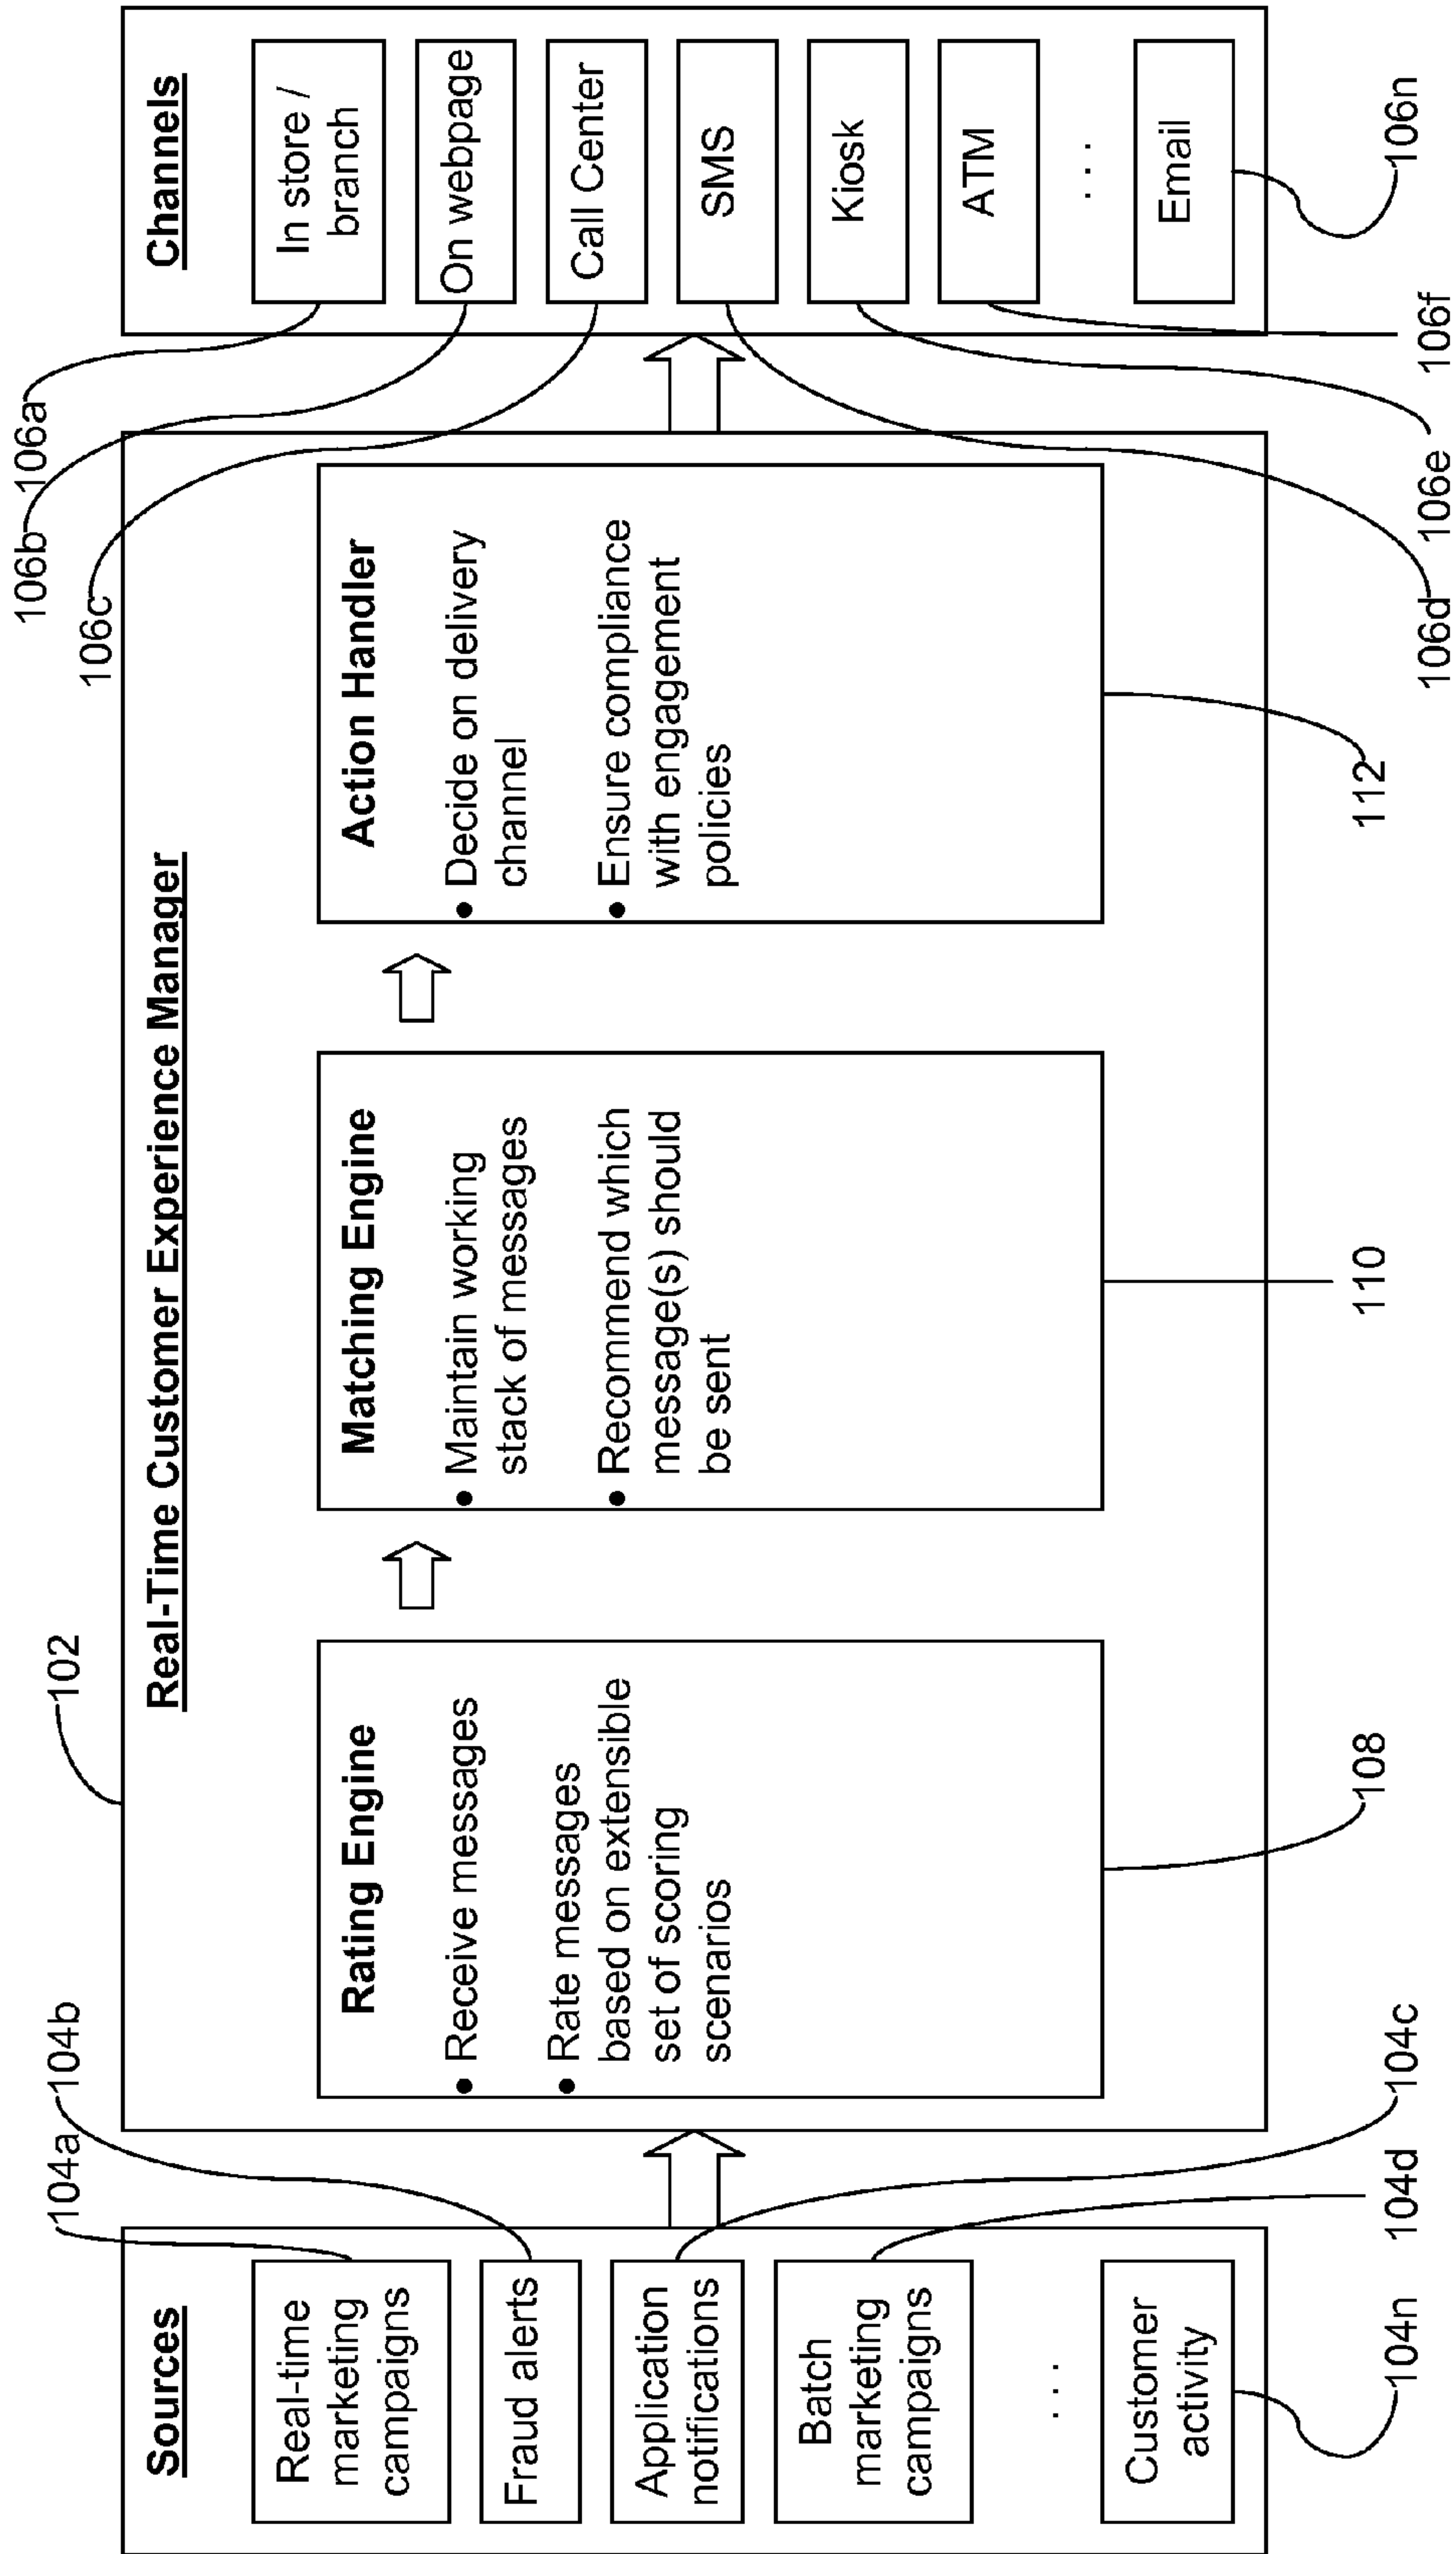 Sources
Real-time
marketing
campaigns
Fraud alerts
Application
notifications
Batch
marketing
campaigns
. . .
Customer
activity
104a
104b
104c
104d
104n
102
Real-Time Customer Experience Manager
Rating Engine
• Receive messages
• Rate messages
based on extensible
set of scoring
scenarios
108
Matching Engine
• Maintain working
stack of messages
• Recommend which
message(s) should
be sent
110
Action Handler
• Decide on delivery
channel
• Ensure compliance
with engagement
policies
112
Channels
In store /
branch
On webpage
Call Center
SMS
Kiosk
ATM
. . .
Email
106a
106b
106c
106d
106e
106f
106n